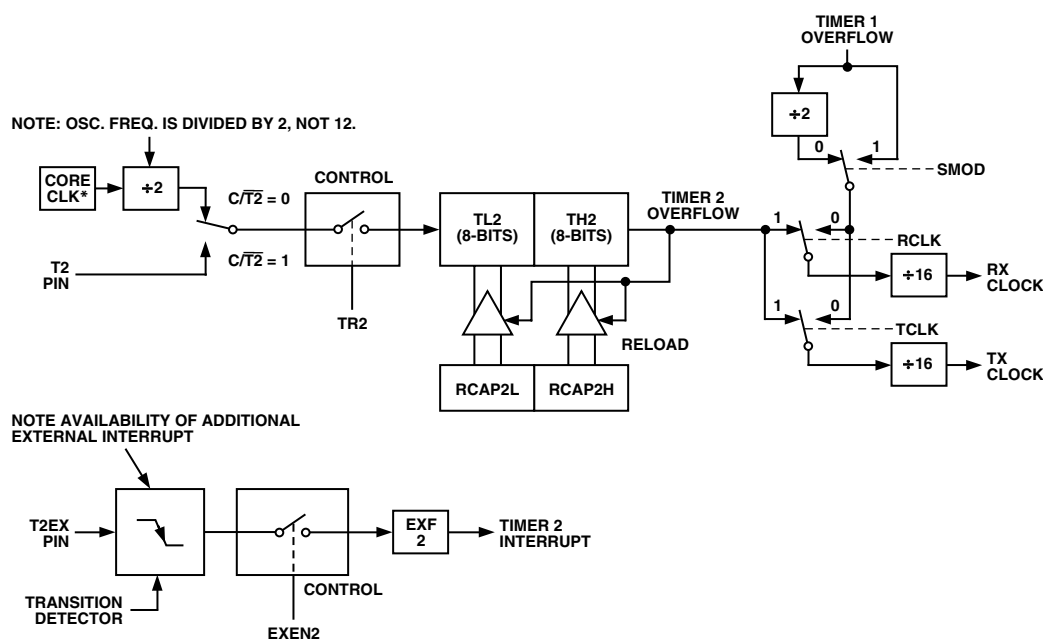 TIMER 1
OVERFLOW
÷2
NOTE: OSC. FREQ. IS DIVIDED BY 2, NOT 12.
0
1
SMOD
CORE
CLK*
÷2
C/T2 = 0
CONTROL
TL2
(8-BITS)
TH2
(8-BITS)
TIMER 2
OVERFLOW
1
0
RCLK
T2
PIN
C/T2 = 1
÷16
RX
CLOCK
TR2
1
0
TCLK
RELOAD
RCAP2L
RCAP2H
÷16
TX
CLOCK
NOTE AVAILABILITY OF ADDITIONAL
EXTERNAL INTERRUPT
T2EX
PIN
EXF
2
TIMER 2
INTERRUPT
CONTROL
TRANSITION
DETECTOR
EXEN2